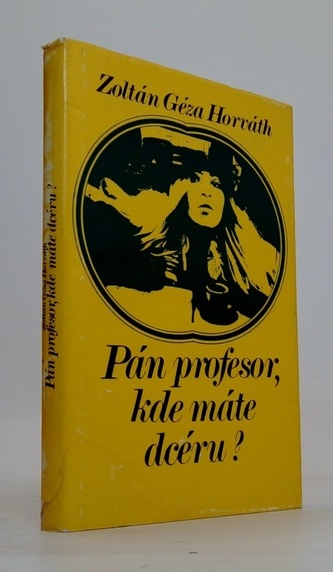 Zoltán Géza Horváth
Pán profesor,
kde máte
dcéru?
Zoltán Géza Horváth
Pán profesor, kde máte dcéru?